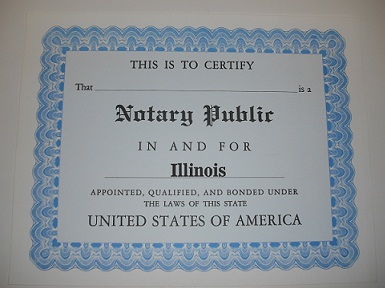 THIS IS TO CERTIFY
That is a
Notary Public
IN AND FOR
Illinois
APPOINTED, QUALIFIED, AND BONDED UNDER
THE LAWS OF THIS STATE
UNITED STATES OF AMERICA